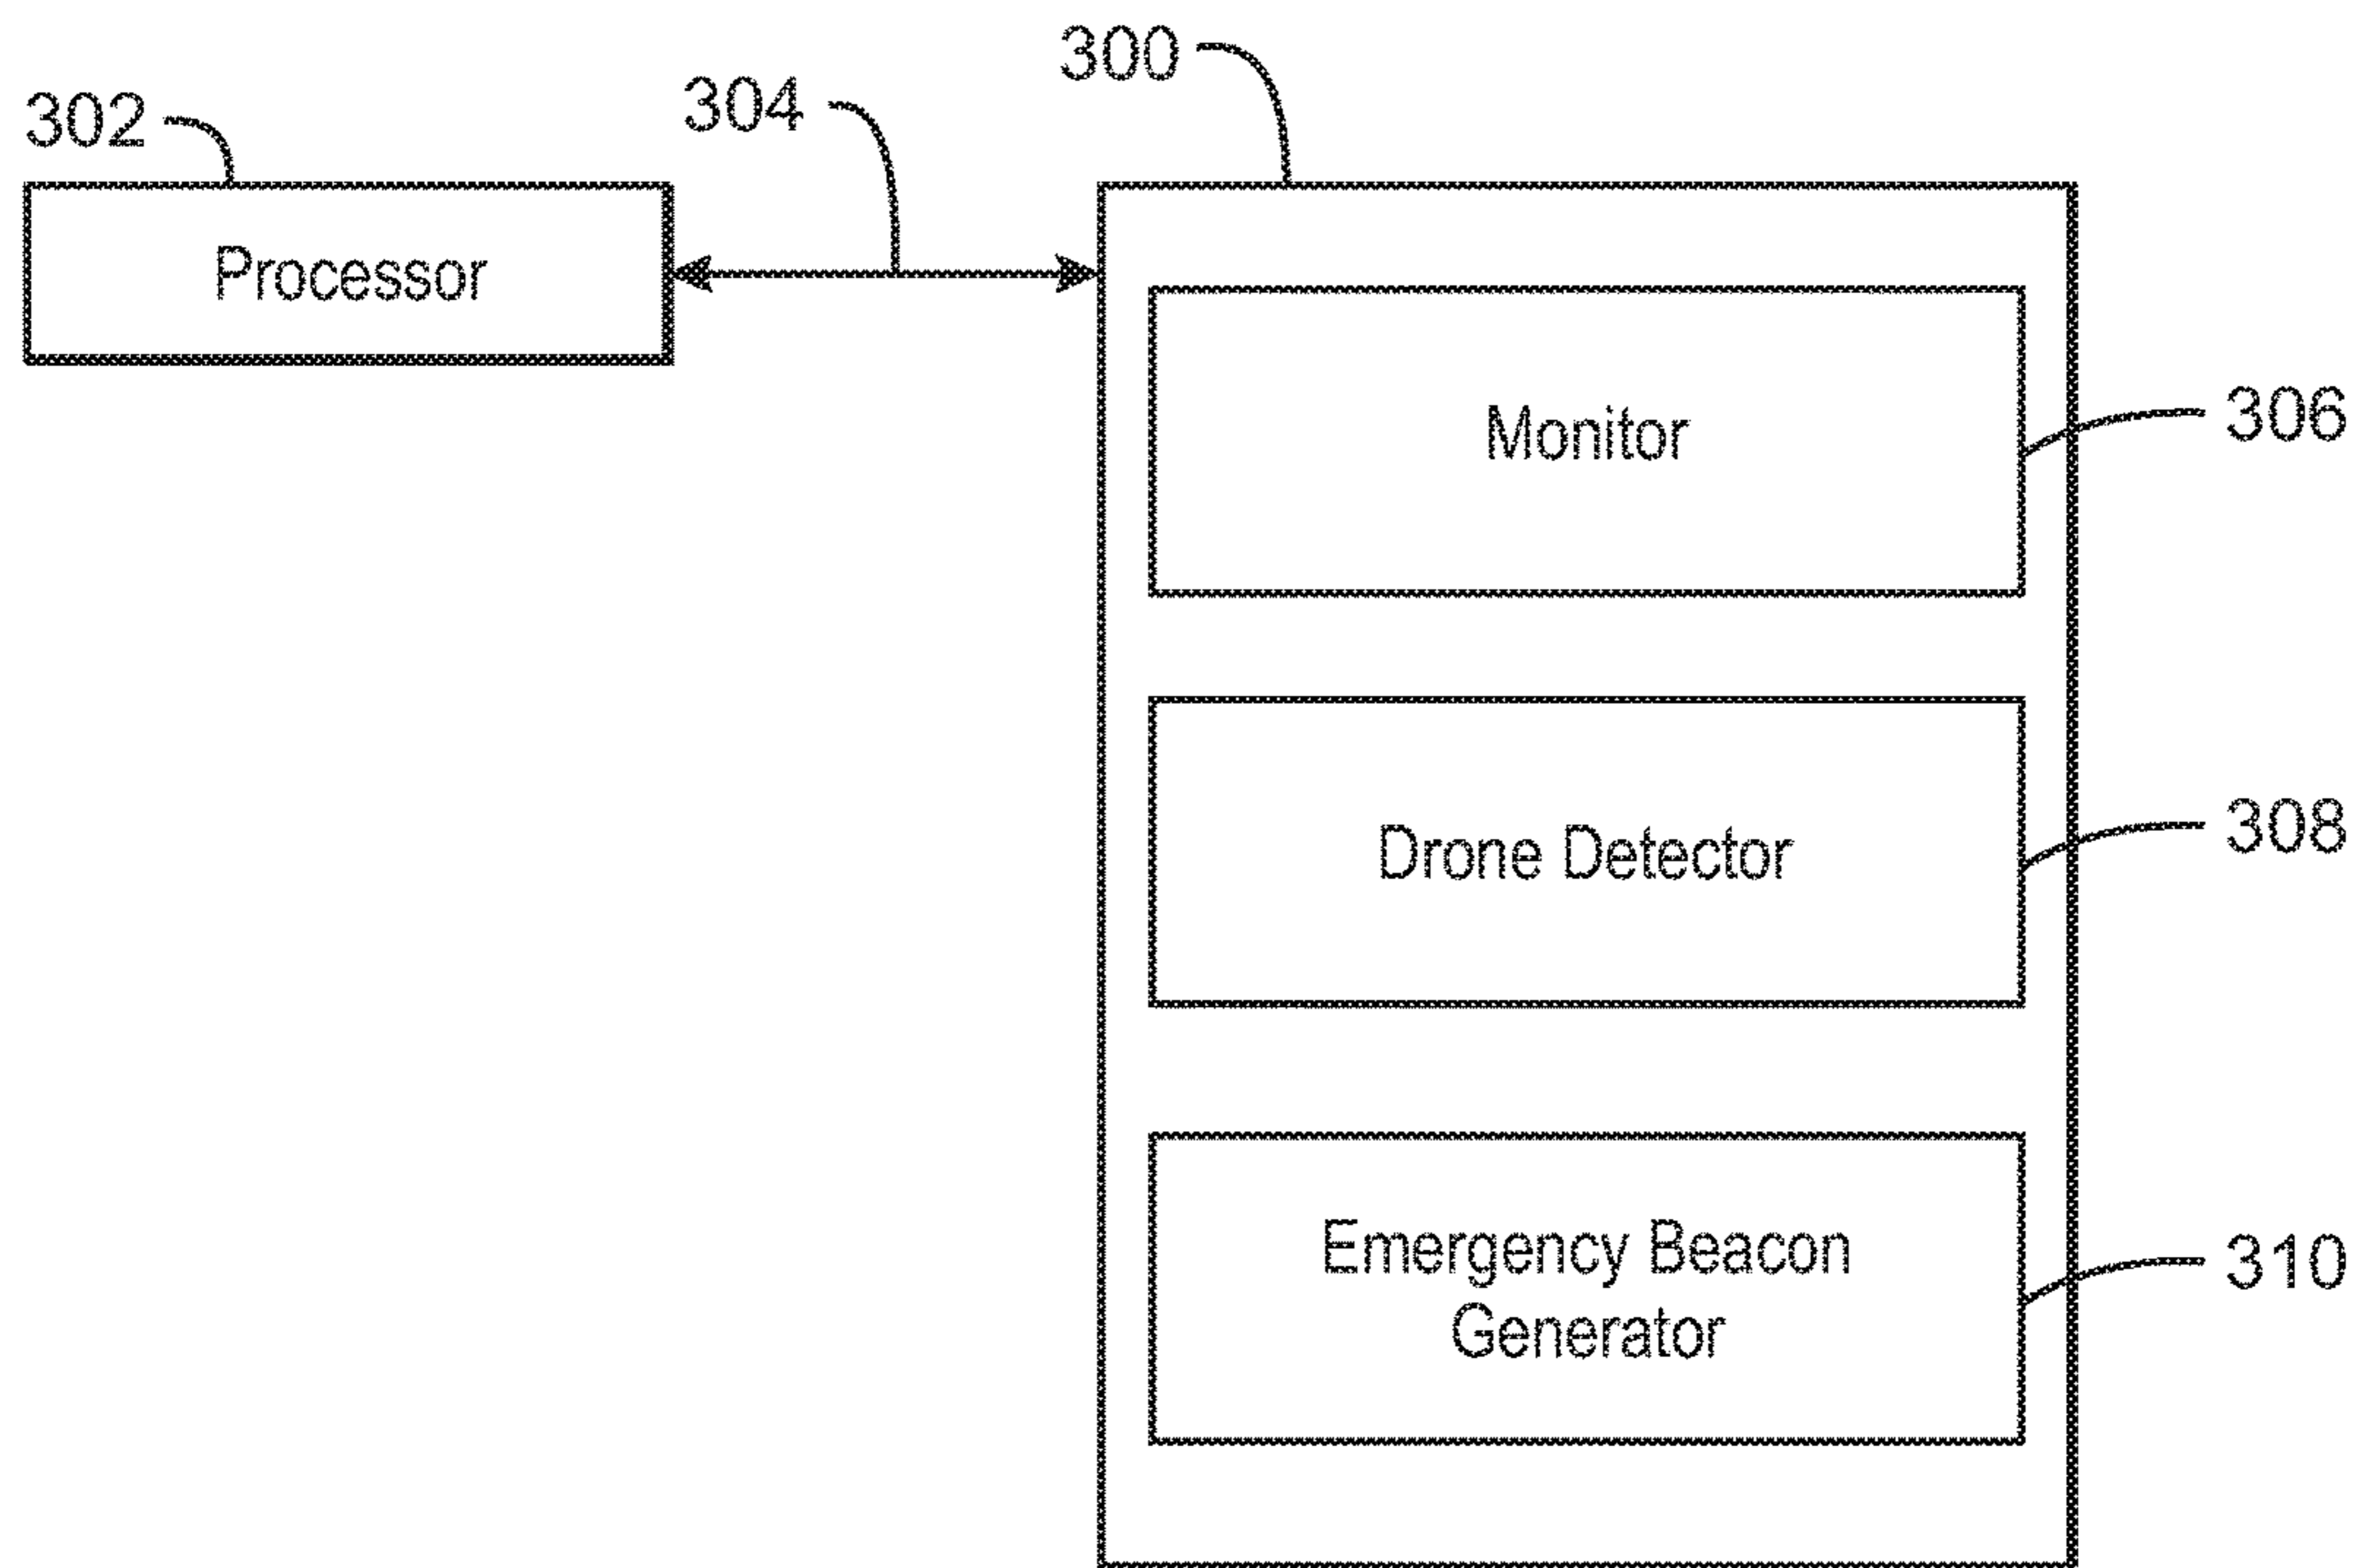 300
304
302
Processor
Monitor
306
Drone Detector
308
Emergency Beacon
Generator
310